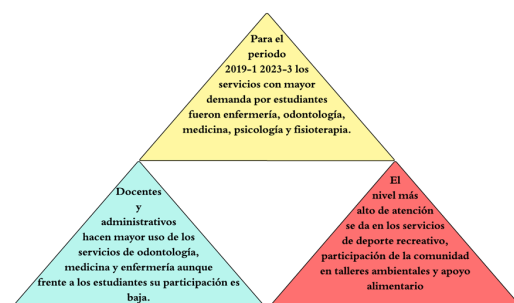 Para el
periodo
2019-1 2023-3 los
servicios con mayor
demanda por estudiantes
fueron enfermería, odontología,
medicina, psicología y fisioterapia.
Docentes
y
administrativos
hacen mayor uso de los
servicios de odontología,
medicina y enfermería aunque
frente a los estudiantes su participación es
baja.
El
nivel más
alto de atención
se da en los servicios
de deporte recreativo,
participación de la comunidad
en talleres ambientales y apoyo
alimentario